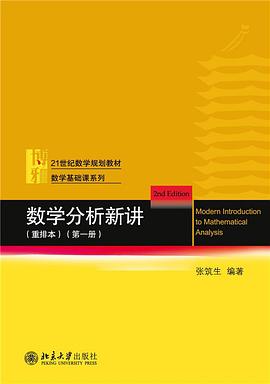 博雅
21世纪数学规划教材
数学基础课系列
2nd Edition
数学分析新讲
(重排本)(第一册)
Modern Introduction
to Mathematical
Analysis
张筑生 编著
北京大学出版社
PEKING UNIVERSITY PRESS